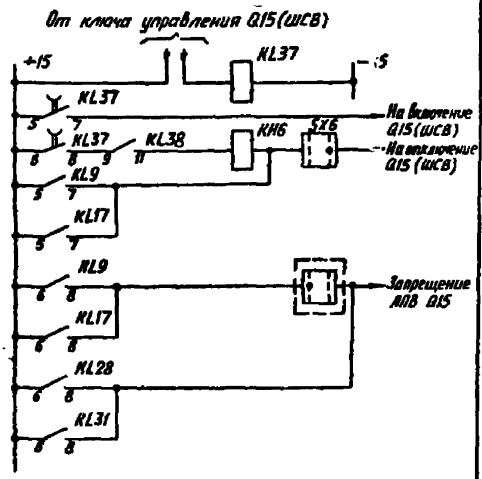 От ключа управления Q15 (ШСВ)
+15
KL37
-15
KL37
5 7
На включение
Q15 (ШСВ)
KL37
6 8
KL38
9 11
KH6
SX6
На отключение
Q15 (ШСВ)
KL9
5 7
KL17
5 7
KL9
6 8
Запрещение
АПВ Q15
KL17
6 8
KL28
6 8
KL31
6 8